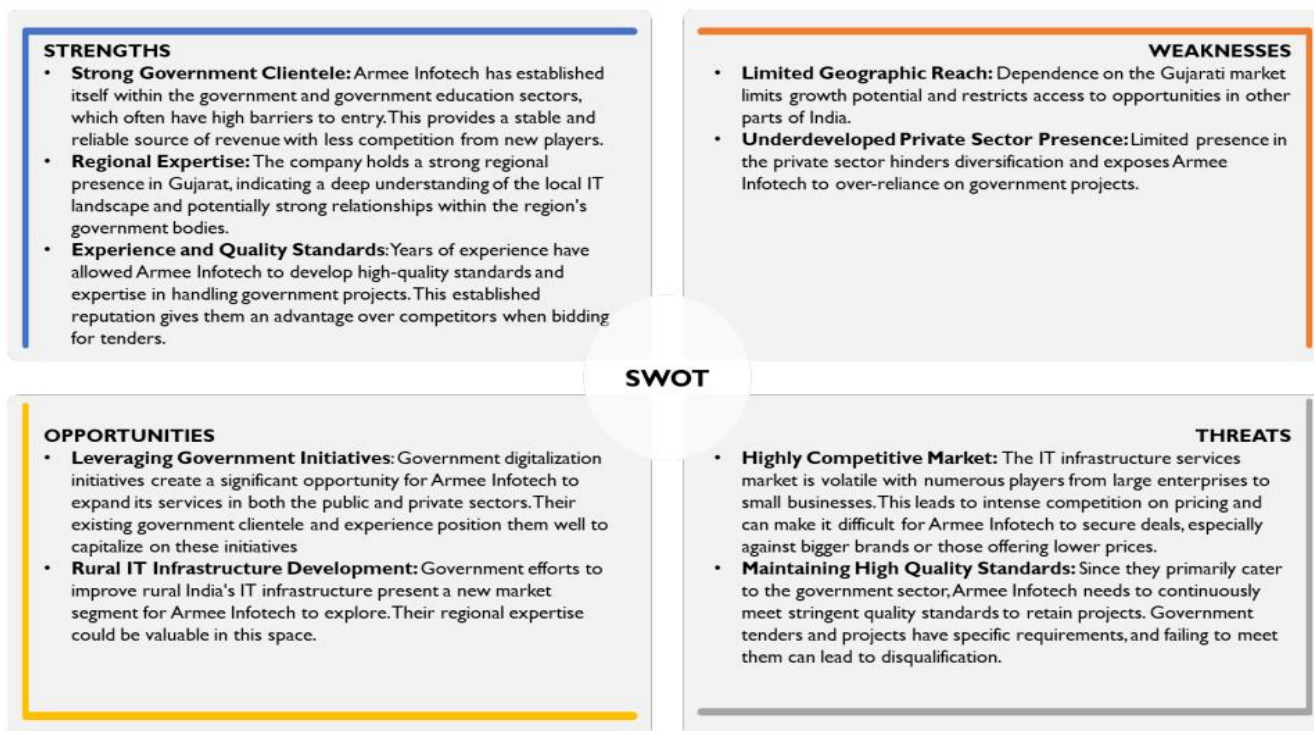 STRENGTHS
• Strong Government Clientele: Armee Infotech has established
itself within the government and government education sectors,
which often have high barriers to entry. This provides a stable and
reliable source of revenue with less competition from new players.
• Regional Expertise: The company holds a strong regional
presence in Gujarat, indicating a deep understanding of the local IT
landscape and potentially strong relationships within the region's
government bodies.
• Experience and Quality Standards: Years of experience have
allowed Armee Infotech to develop high-quality standards and
expertise in handling government projects. This established
reputation gives them an advantage over competitors when bidding
for tenders.
WEAKNESSES
• Limited Geographic Reach: Dependence on the Gujarati market
limits growth potential and restricts access to opportunities in other
parts of India.
• Underdeveloped Private Sector Presence: Limited presence in
the private sector hinders diversification and exposes Armee
Infotech to over-reliance on government projects.
SWOT
OPPORTUNITIES
• Leveraging Government Initiatives: Government digitalization
initiatives create a significant opportunity for Armee Infotech to
expand its services in both the public and private sectors. Their
existing government clientele and experience position them well to
capitalize on these initiatives
• Rural IT Infrastructure Development: Government efforts to
improve rural India's IT infrastructure present a new market
segment for Armee Infotech to explore. Their regional expertise
could be valuable in this space.
THREATS
• Highly Competitive Market: The IT infrastructure services
market is volatile with numerous players from large enterprises to
small businesses. This leads to intense competition on pricing and
can make it difficult for Armee Infotech to secure deals, especially
against bigger brands or those offering lower prices.
• Maintaining High Quality Standards: Since they primarily cater
to the government sector, Armee Infotech needs to continuously
meet stringent quality standards to retain projects. Government
tenders and projects have specific requirements, and failing to meet
them can lead to disqualification.